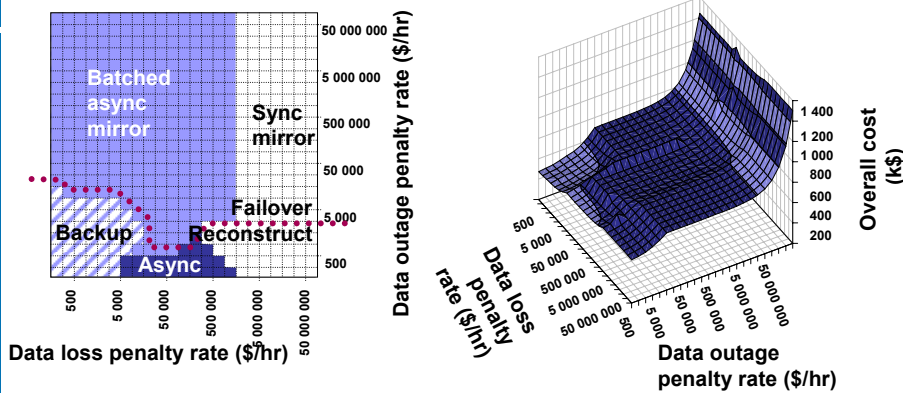 Batched
async
mirror
Sync
mirror
Failover
Reconstruct
Backup
Async
50 000 000
5 000 000
500 000
50 000
5 000
500
Data outage penalty rate ($/hr)
500
5 000
50 000
500 000
5 000 000
50 000 000
Data loss penalty rate ($/hr)
1 400
1 200
1 000
800
600
400
200
Overall cost
(k$)
500
5 000
50 000
500 000
5 000 000
50 000 000
Data loss
penalty
rate ($/hr)
500
5 000
50 000
500 000
5 000 000
50 000 000
Data outage
penalty rate ($/hr)